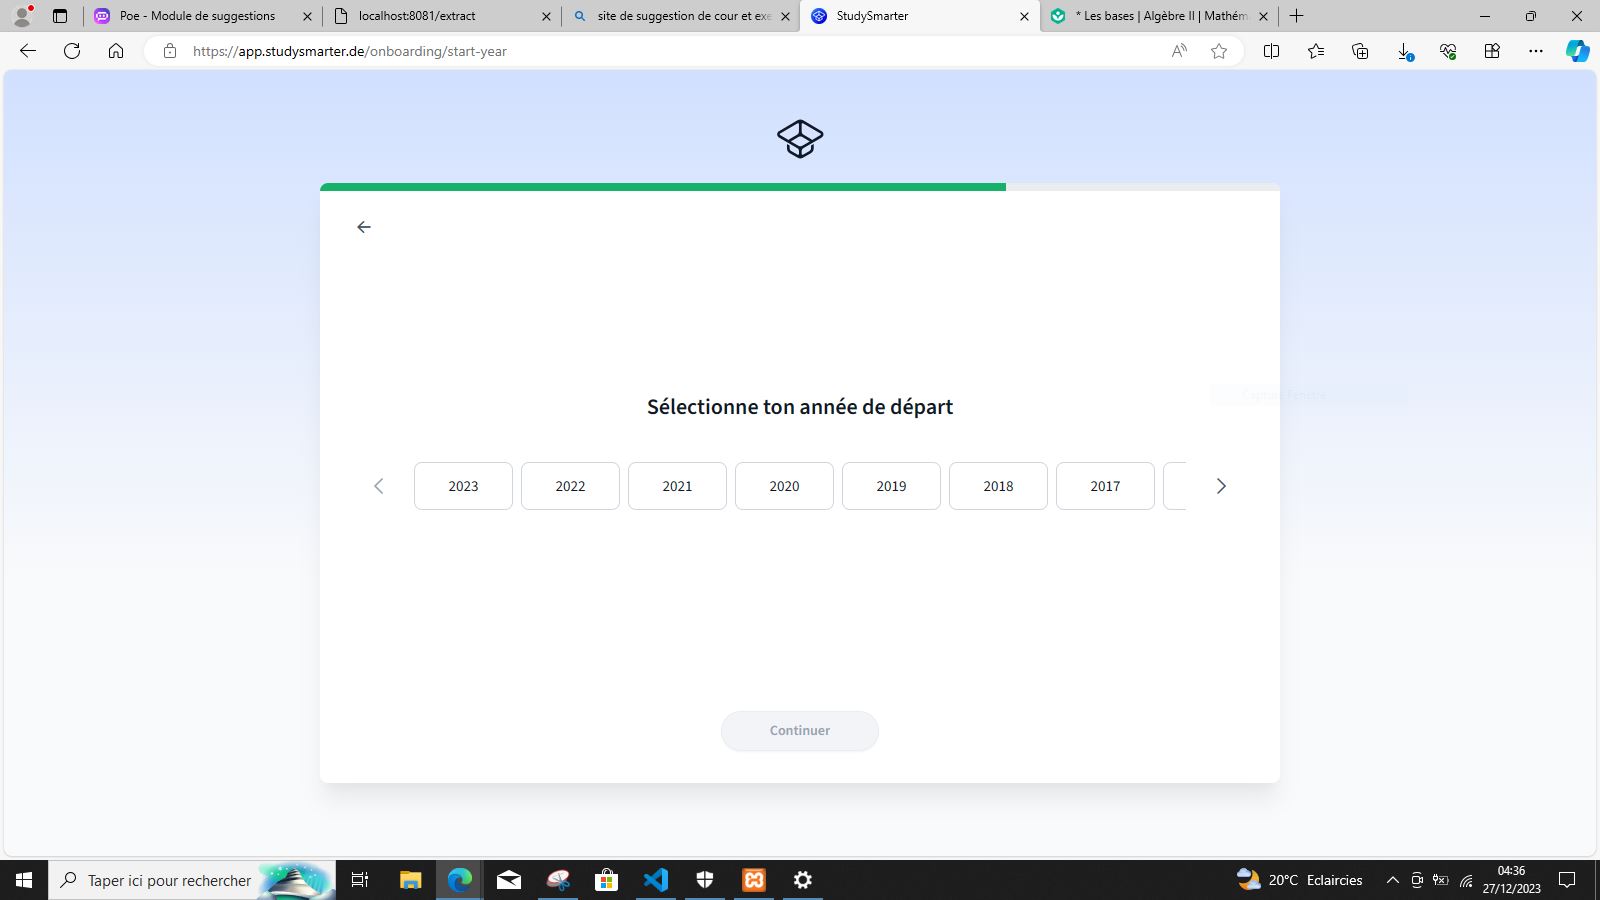 Poe - Module de suggestions
localhost:8081/extract
site de suggestion de cour et exe
StudySmarter
* Les bases | Algèbre II | Mathém
https://app.studysmarter.de/onboarding/start-year
Sélectionne ton année de départ
2023
2022
2021
2020
2019
2018
2017
Continuer
Taper ici pour rechercher
20°C Eclaircies
04:36
27/12/2023